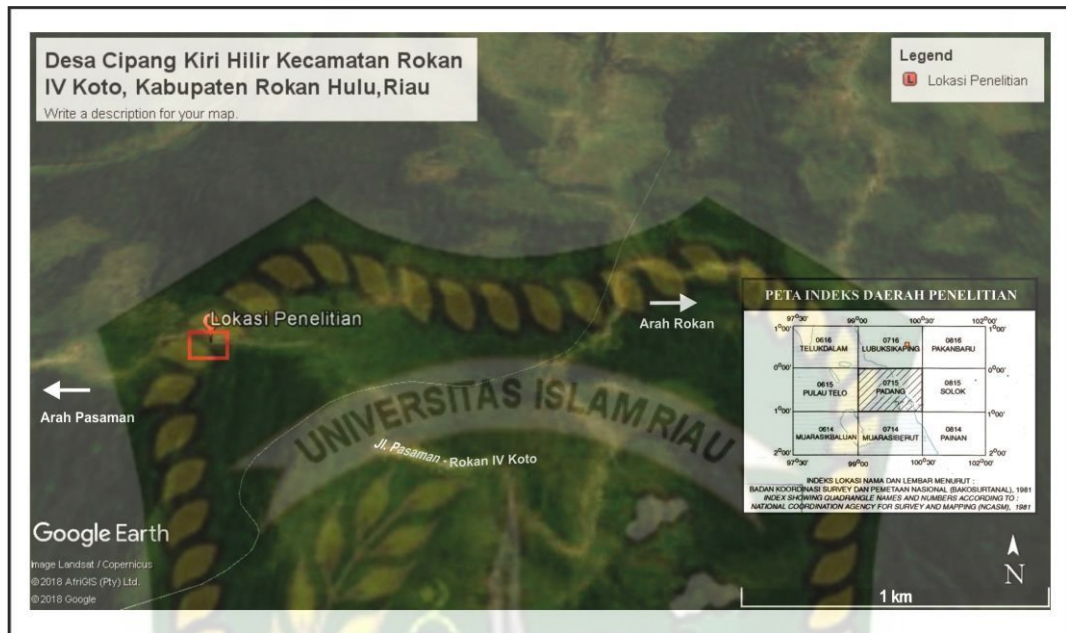 Desa Cipang Kiri Hilir Kecamatan Rokan
IV Koto, Kabupaten Rokan Hulu,Riau
Write a description for your map.
Legend
L Lokasi Penelitian
Lokasi Penelitian
Arah Rokan
Arah Pasaman
UNIVERSITAS ISLAM RIAU
Jl. Pasaman - Rokan IV Koto
PETA INDEKS DAERAH PENELITIAN
97°30' 99°00 100°30' 102°00'
1°00' 0616 0716 0816 1°00'
TELUKDALAM LUBUKSIKAPING PAKANBARU
0°00' 0°00'
0615 0715 0815
PULAU TELO PADANG SOLOK
1°00' 1°00'
0614 0714 0814
MUARASIKBALUAN MUARASIBERUT PAINAN
2°00' 2°00'
97°30' 99°00 100°30' 102°00'
INDEKS LOKASI NAMA DAN LEMBAR MENURUT :
BADAN KOORDINASI SURVEY DAN PEMETAAN NASIONAL (BAKOSURTANAL), 1981
INDEX SHOWING QUADRANGLE NAMES AND NUMBERS ACCORDING TO :
NATIONAL COORDINATION AGENCY FOR SURVEY AND MAPPING (NCASM), 1981
Google Earth
Image Landsat / Copernicus
© 2018 AfriGIS (Pty) Ltd.
© 2018 Google
N
1 km